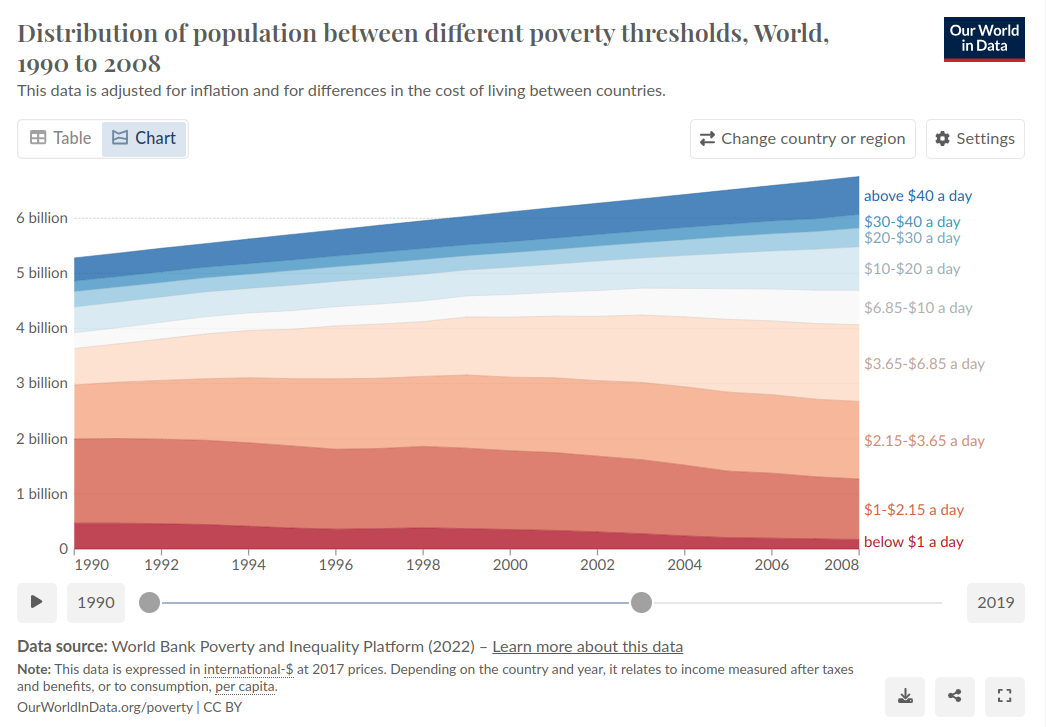 Distribution of population between different poverty thresholds, World,
1990 to 2008
Our World
in Data
This data is adjusted for inflation and for differences in the cost of living between countries.
Table
Chart
Change country or region
Settings
6 billion
5 billion
4 billion
3 billion
2 billion
1 billion
0
above $40 a day
$30-$40 a day
$20-$30 a day
$10-$20 a day
$6.85-$10 a day
$3.65-$6.85 a day
$2.15-$3.65 a day
$1-$2.15 a day
below $1 a day
1990 1992 1994 1996 1998 2000 2002 2004 2006 2008
1990
2019
Data source: World Bank Poverty and Inequality Platform (2022) – Learn more about this data
Note: This data is expressed in international-$ at 2017 prices. Depending on the country and year, it relates to income measured after taxes
and benefits, or to consumption, per capita.
OurWorldInData.org/poverty | CC BY